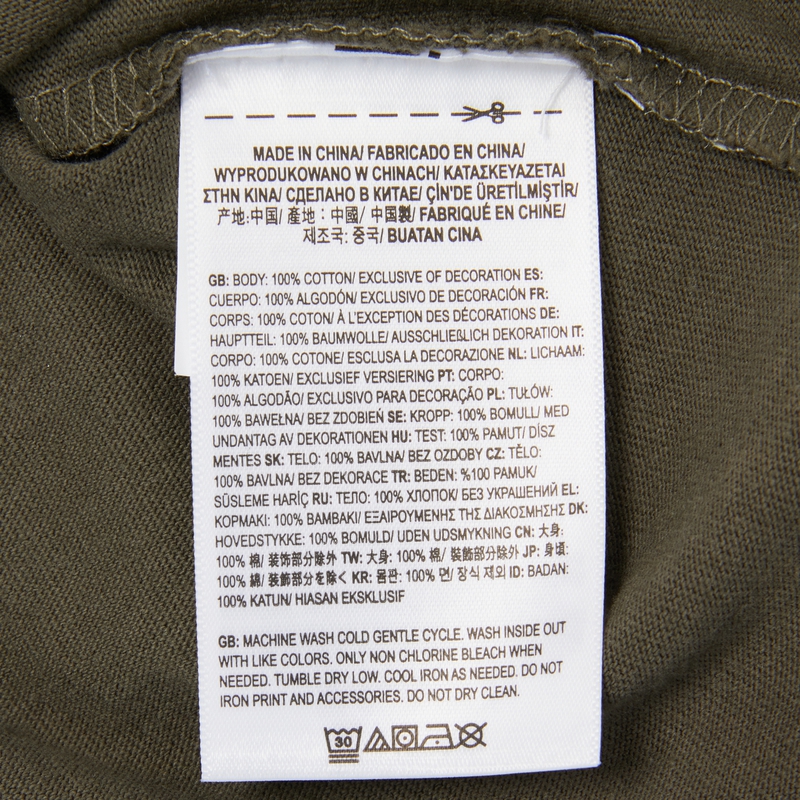 MADE IN CHINA/ FABRICADO EN CHINA/
WYPRODUKOWANO W CHINACH/ ΚΑΤΑΣΚΕΥΑΖΕΤΑΙ
ΣΤΗΝ ΚΙΝΑ/ СДЕЛАНО В КИТАЕ/ ÇİN'DE ÜRETİLMİŞTİR/
产地:中国/ 產地：中國/ 中国製/ FABRIQUÉ EN CHINE/
제조국: 중국/ BUATAN CINA
GB: BODY: 100% COTTON/ EXCLUSIVE OF DECORATION ES:
CUERPO: 100% ALGODÓN/ EXCLUSIVO DE DECORACIÓN FR:
CORPS: 100% COTON/ À L'EXCEPTION DES DÉCORATIONS DE:
HAUPTTEIL: 100% BAUMWOLLE/ AUSSCHLIEßLICH DEKORATION IT:
CORPO: 100% COTONE/ ESCLUSA LA DECORAZIONE NL: LICHAAM:
100% KATOEN/ EXCLUSIEF VERSIERING PT: CORPO:
100% ALGODÃO/ EXCLUSIVO PARA DECORAÇÃO PL: TUŁÓW:
100% BAWEŁNA/ BEZ ZDOBIEŃ SE: KROPP: 100% BOMULL/ MED
UNDANTAG AV DEKORATIONEN HU: TEST: 100% PAMUT/ DÍSZ
MENTES SK: TELO: 100% BAVLNA/ BEZ OZDOBY CZ: TĚLO:
100% BAVLNA/ BEZ DEKORACE TR: BEDEN: %100 PAMUK/
SÜSLEME HARİÇ RU: ТЕЛО: 100% ХЛОПОК/ БЕЗ УКРАШЕНИЙ EL:
ΚΟΡΜΑΚΙ: 100% ΒΑΜΒΑΚΙ/ ΕΞΑΙΡΟΥΜΕΝΗΣ ΤΗΣ ΔΙΑΚΟΣΜΗΣΗΣ DK:
HOVEDSTYKKE: 100% BOMULD/ UDEN UDSMYKNING CN: 大身:
100% 棉/ 装饰部分除外 TW: 大身: 100% 棉/ 裝飾部分除外 JP: 身頃:
100% 綿/ 装飾部分を除く KR: 몸판: 100% 면/ 장식 제외 ID: BADAN:
100% KATUN/ HIASAN EKSKLUSIF
GB: MACHINE WASH COLD GENTLE CYCLE. WASH INSIDE OUT
WITH LIKE COLORS. ONLY NON CHLORINE BLEACH WHEN
NEEDED. TUMBLE DRY LOW. COOL IRON AS NEEDED. DO NOT
IRON PRINT AND ACCESSORIES. DO NOT DRY CLEAN.
30